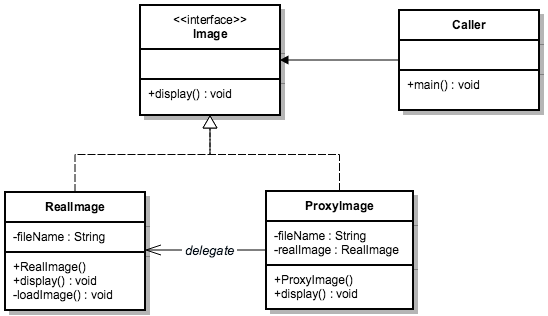 <<interface>>
Image
+display() : void
Caller
+main() : void
RealImage
-fileName : String
+RealImage()
+display() : void
-loadImage() : void
delegate
ProxyImage
-fileName : String
-realImage : RealImage
+ProxyImage()
+display() : void